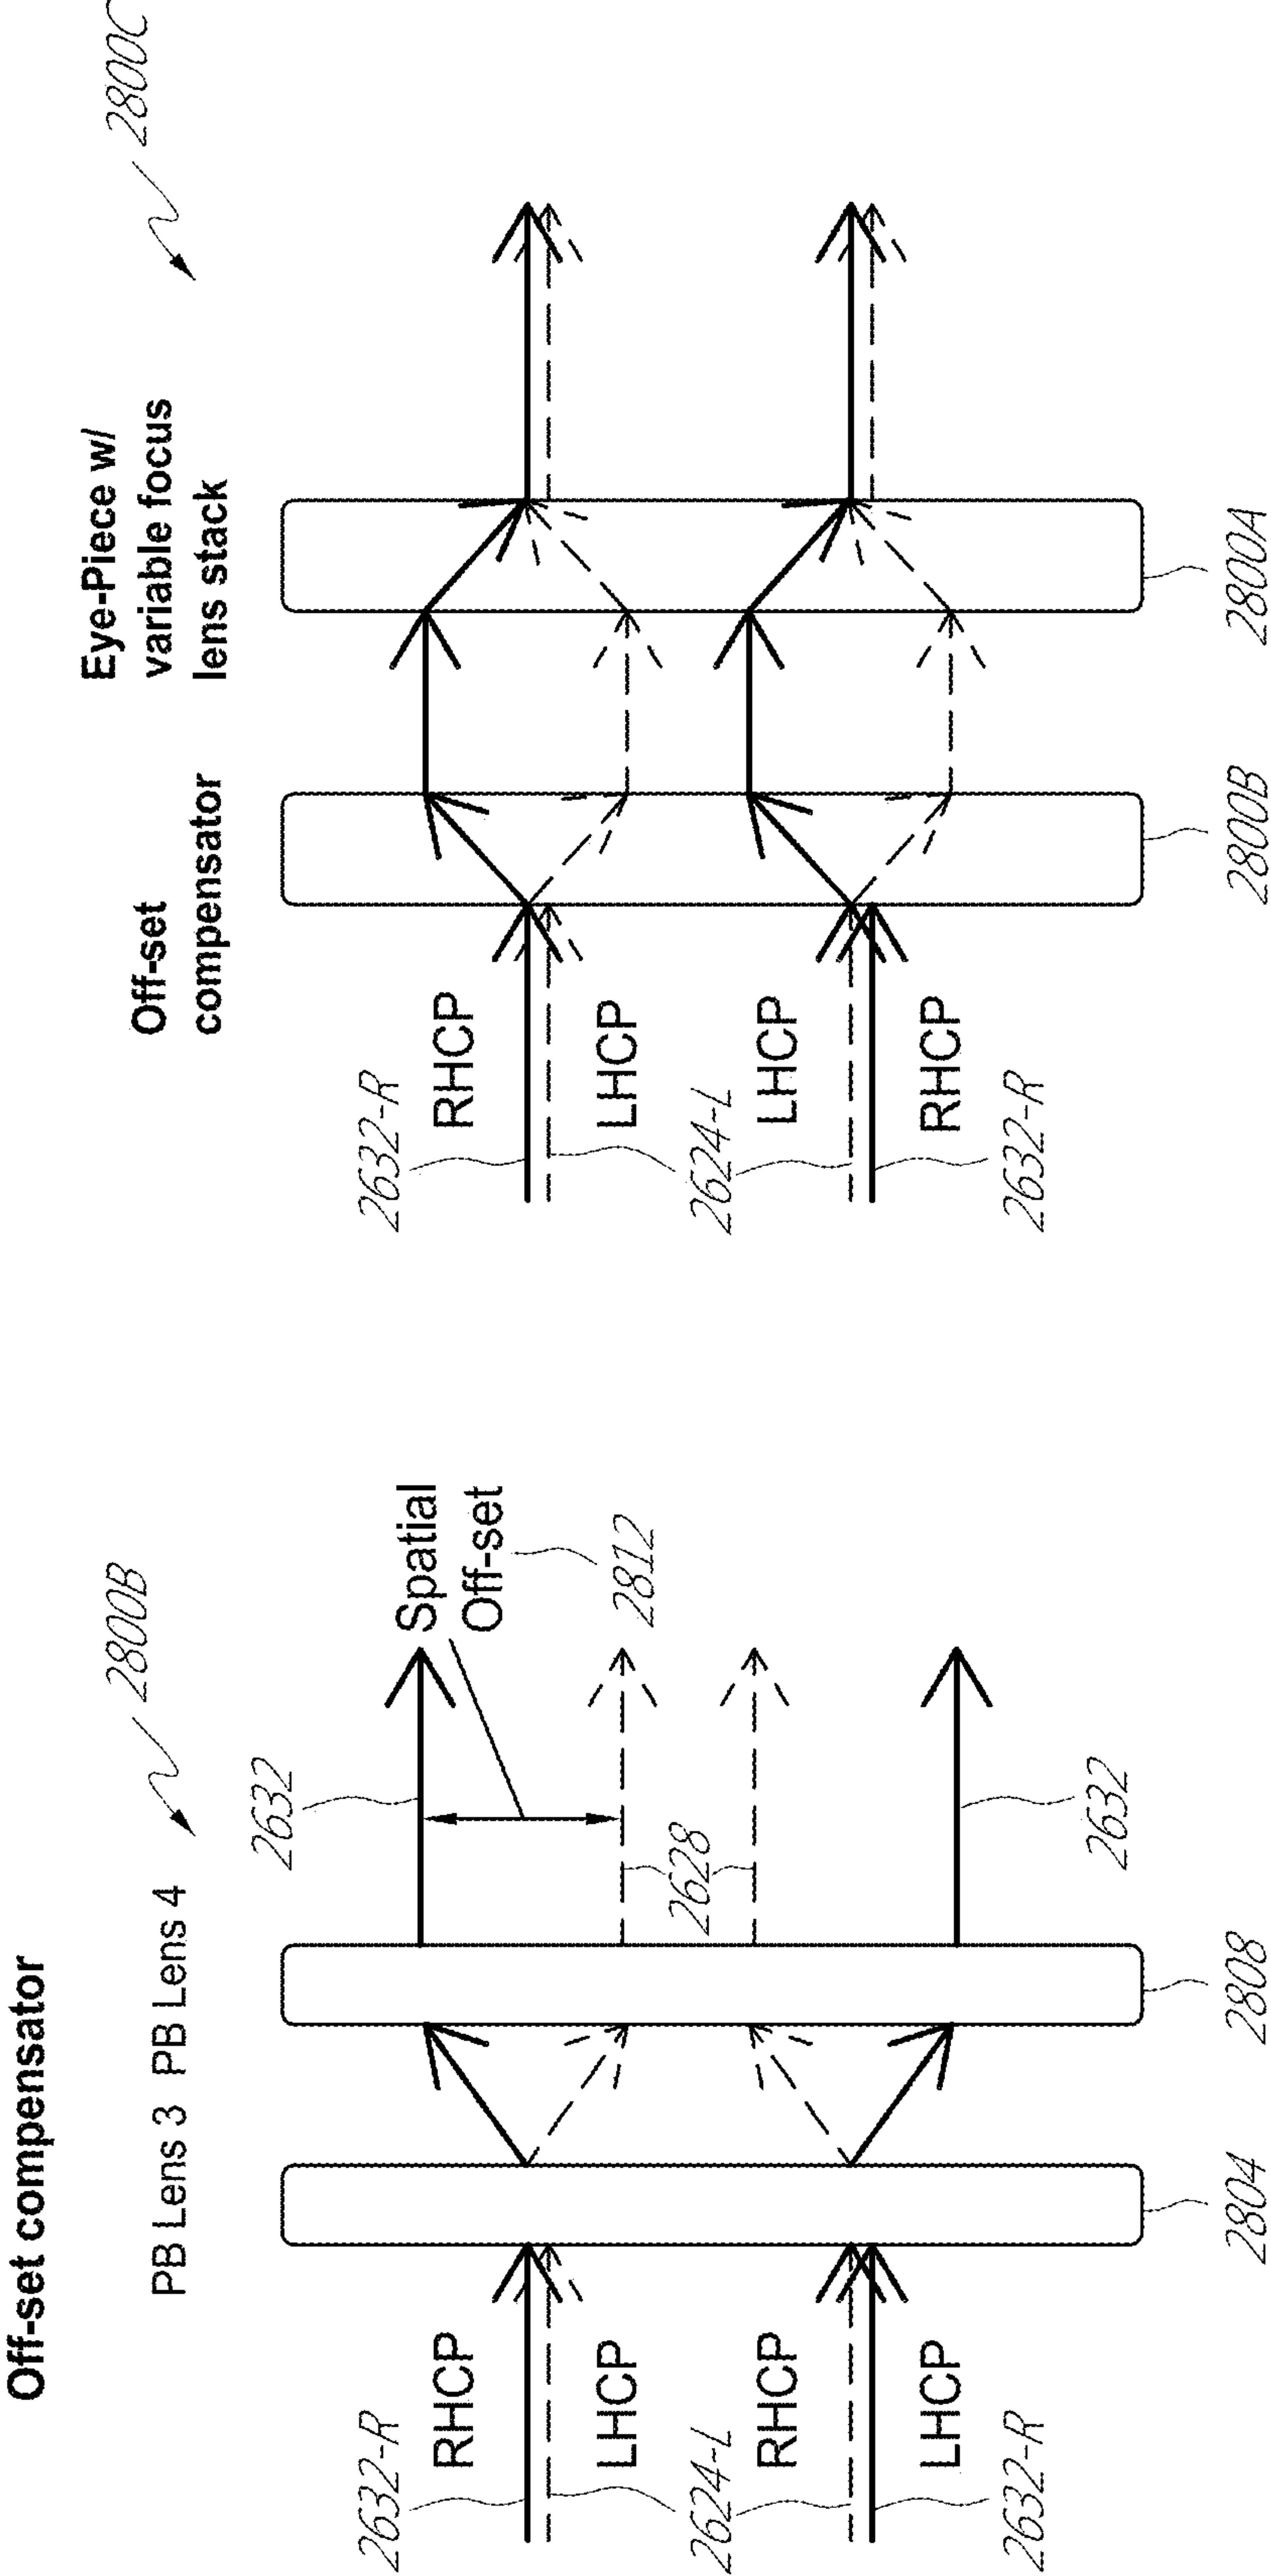 Off-set compensator
PB Lens 3
PB Lens 4
2800B
2632-R
RHCP
LHCP
2624-L
RHCP
LHCP
2632-R
2804
2808
2632
Spatial
Off-set
2812
2628
2632
2800C
Off-set
compensator
Eye-Piece w/
variable focus
lens stack
2632-R
RHCP
LHCP
2624-L
LHCP
RHCP
2632-R
2800B
2800A